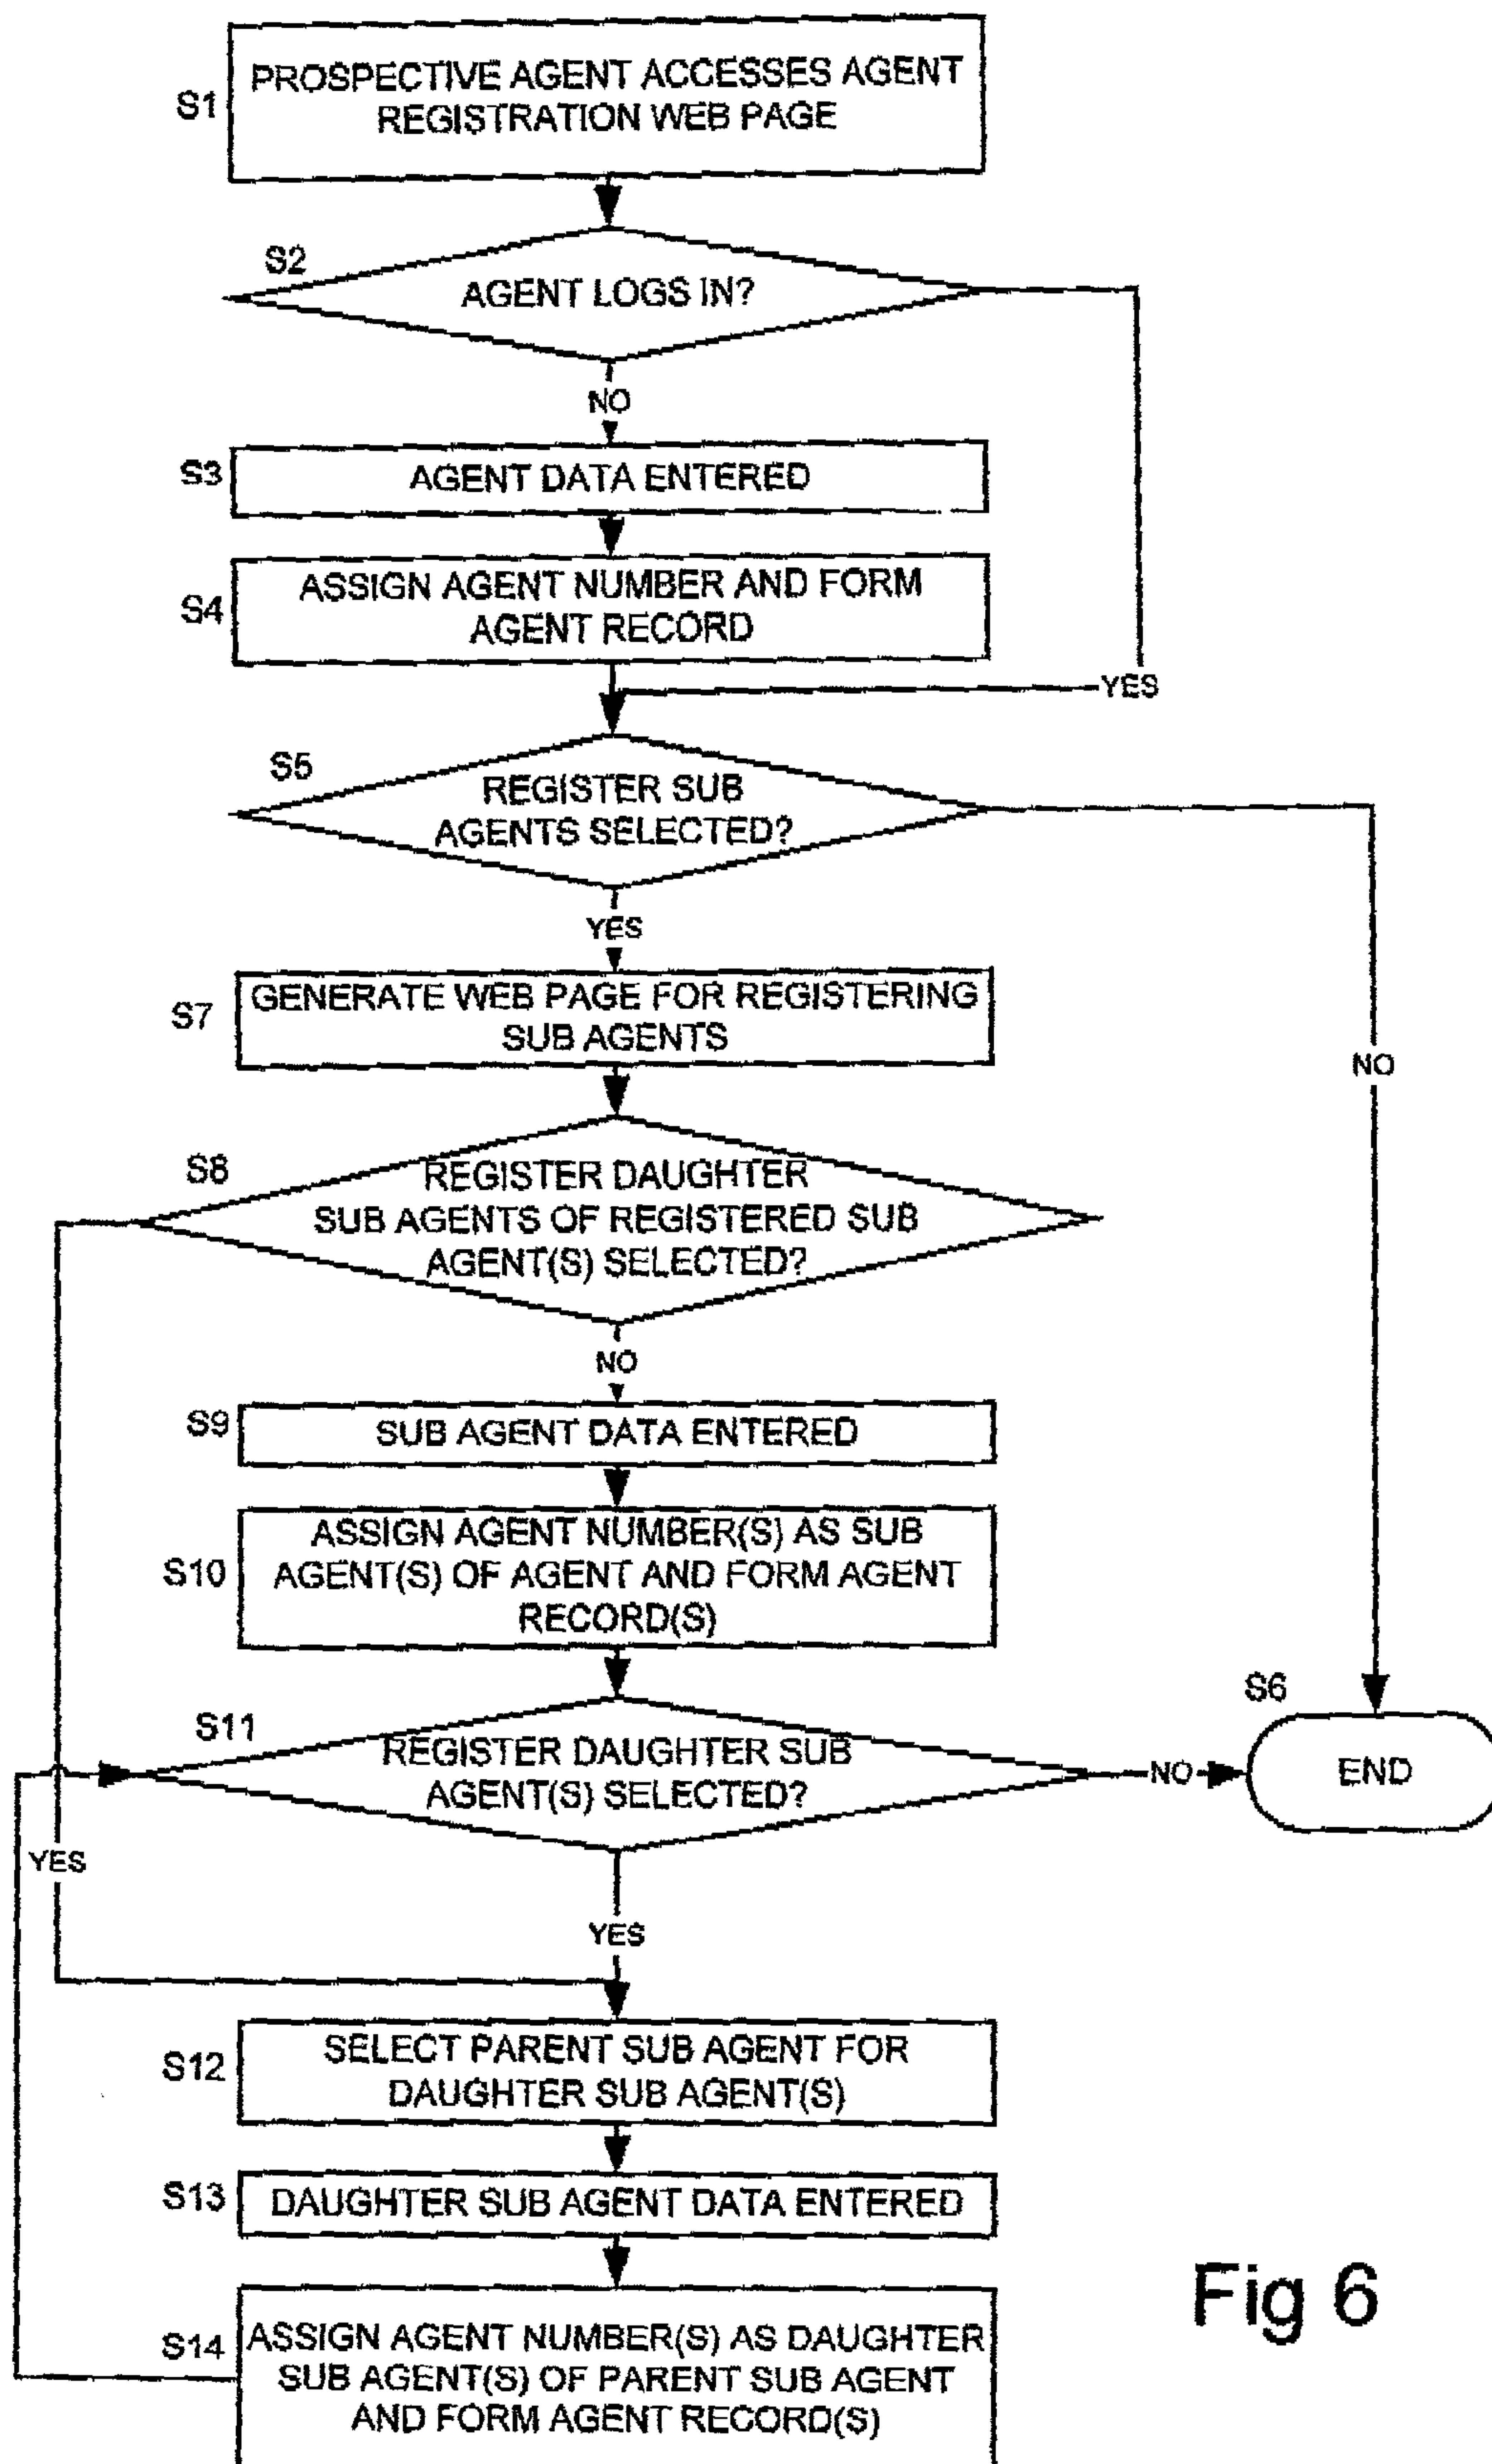 S1
PROSPECTIVE AGENT ACCESSES AGENT
REGISTRATION WEB PAGE
S2
AGENT LOGS IN?
NO
S3
AGENT DATA ENTERED
S4
ASSIGN AGENT NUMBER AND FORM
AGENT RECORD
YES
S5
REGISTER SUB
AGENTS SELECTED?
YES
S7
GENERATE WEB PAGE FOR REGISTERING
SUB AGENTS
NO
S8
REGISTER DAUGHTER
SUB AGENTS OF REGISTERED SUB
AGENT(S) SELECTED?
NO
S9
SUB AGENT DATA ENTERED
S10
ASSIGN AGENT NUMBER(S) AS SUB
AGENT(S) OF AGENT AND FORM AGENT
RECORD(S)
S11
REGISTER DAUGHTER SUB
AGENT(S) SELECTED?
NO
S6
END
YES
YES
S12
SELECT PARENT SUB AGENT FOR
DAUGHTER SUB AGENT(S)
S13
DAUGHTER SUB AGENT DATA ENTERED
S14
ASSIGN AGENT NUMBER(S) AS DAUGHTER
SUB AGENT(S) OF PARENT SUB AGENT
AND FORM AGENT RECORD(S)
Fig 6